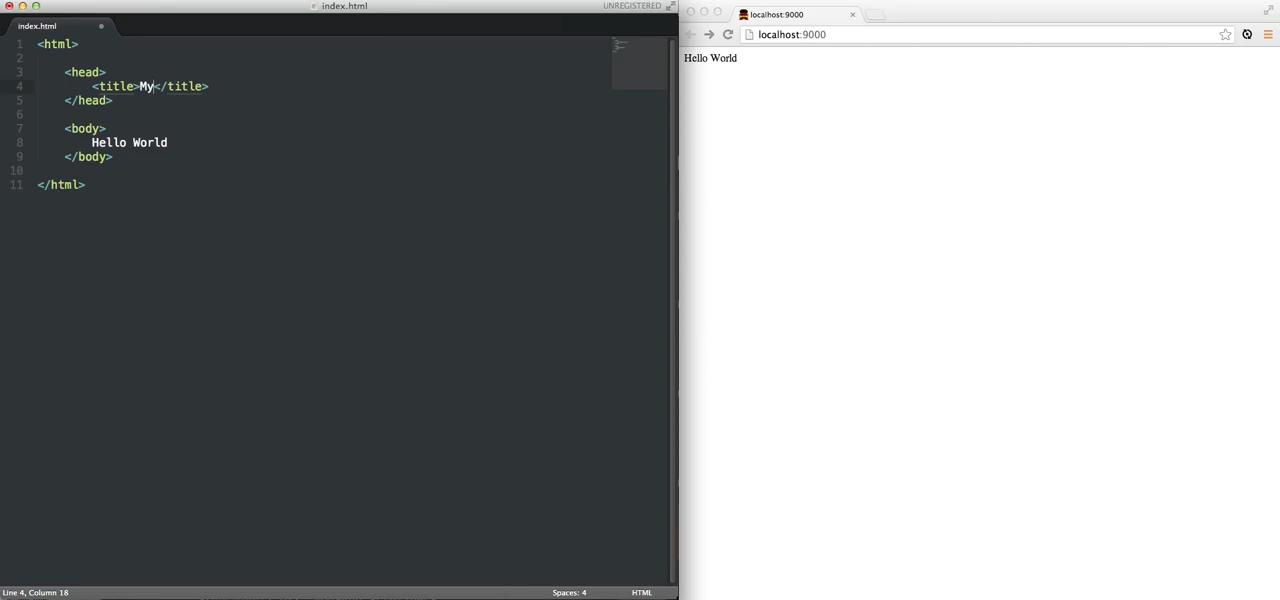 index.html
UNREGISTERED
index.html
1 <html>
2
3 <head>
4 <title>My</title>
5 </head>
6
7 <body>
8 Hello World
9 </body>
10
11 </html>
Line 4, Column 18
Spaces: 4
HTML
localhost:9000
localhost:9000
Hello World